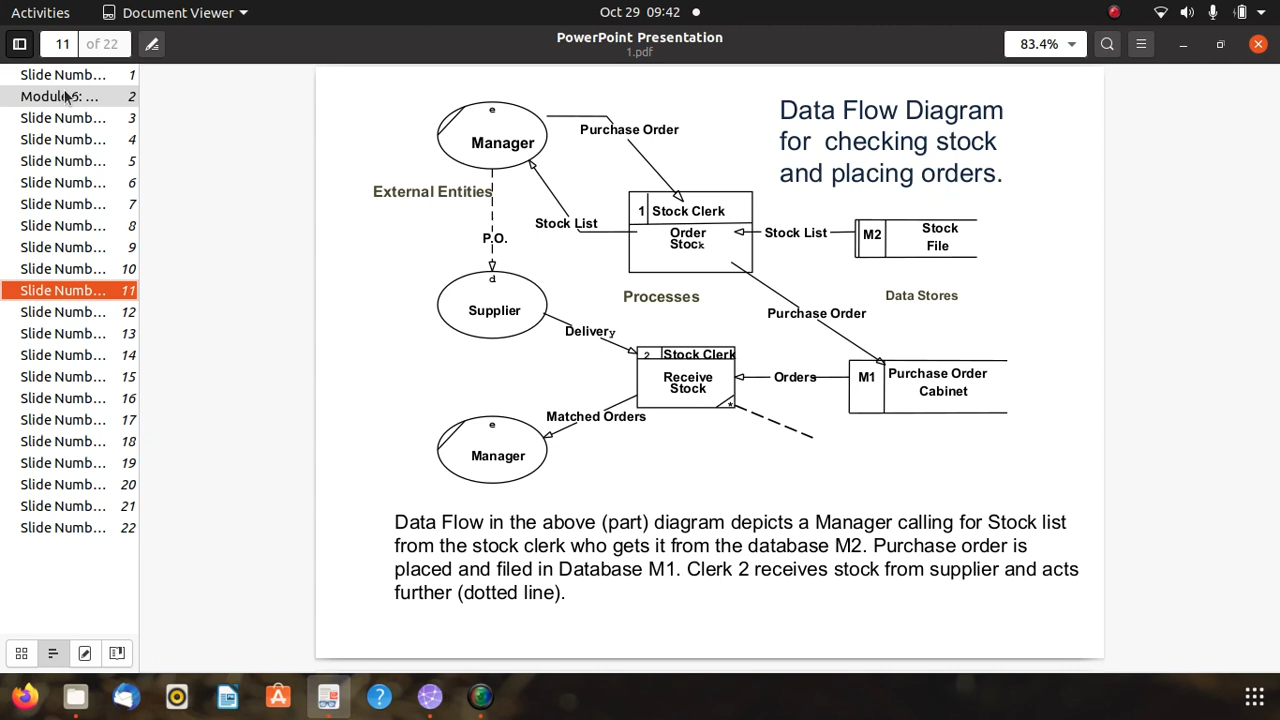 Activities
Document Viewer
Oct 29 09:42
11
of 22
PowerPoint Presentation
1.pdf
83.4%
Slide Numb... 1
Module 5: ... 2
Slide Numb... 3
Slide Numb... 4
Slide Numb... 5
Slide Numb... 6
Slide Numb... 7
Slide Numb... 8
Slide Numb... 9
Slide Numb... 10
Slide Numb... 11
Slide Numb... 12
Slide Numb... 13
Slide Numb... 14
Slide Numb... 15
Slide Numb... 16
Slide Numb... 17
Slide Numb... 18
Slide Numb... 19
Slide Numb... 20
Slide Numb... 21
Slide Numb... 22
Data Flow Diagram
for checking stock
and placing orders.
e
Manager
Purchase Order
External Entities
Stock List
1 Stock Clerk
Order
Stock
Stock List
M2
Stock
File
P.O.
d
Supplier
Processes
Data Stores
Purchase Order
Delivery
2 Stock Clerk
Receive
Stock
*
Orders
M1
Purchase Order
Cabinet
Matched Orders
e
Manager
Data Flow in the above (part) diagram depicts a Manager calling for Stock list
from the stock clerk who gets it from the database M2. Purchase order is
placed and filed in Database M1. Clerk 2 receives stock from supplier and acts
further (dotted line).